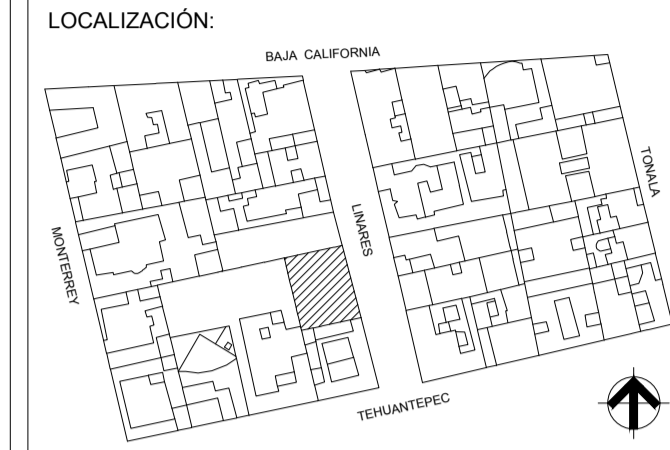 LOCALIZACIÓN:
BAJA CALIFORNIA
TONALA
LINARES
MONTERREY
TEHUANTEPEC